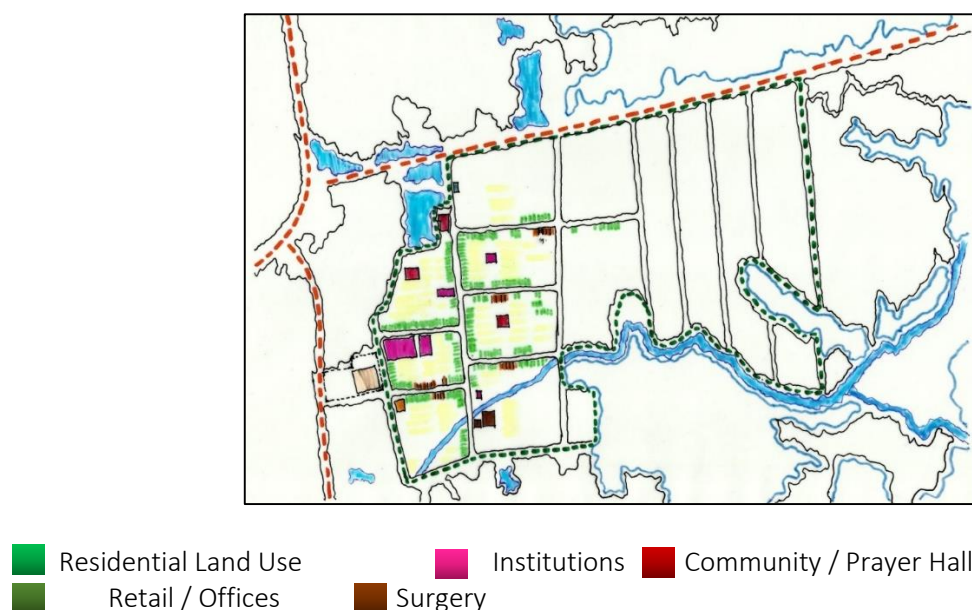 Residential Land Use Institutions Community / Prayer Hall
Retail / Offices Surgery